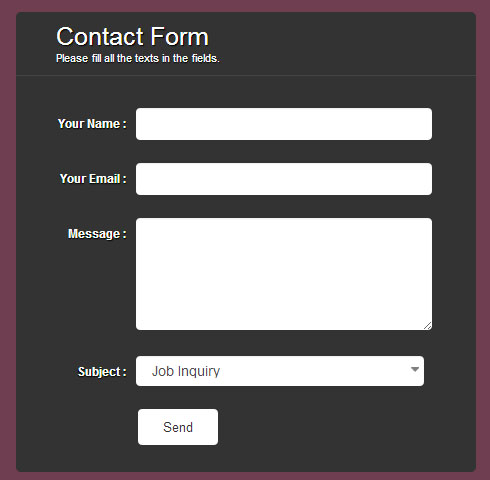 Contact Form
Please fill all the texts in the fields.
Your Name :
Your Email :
Message :
Subject :
Job Inquiry
Send